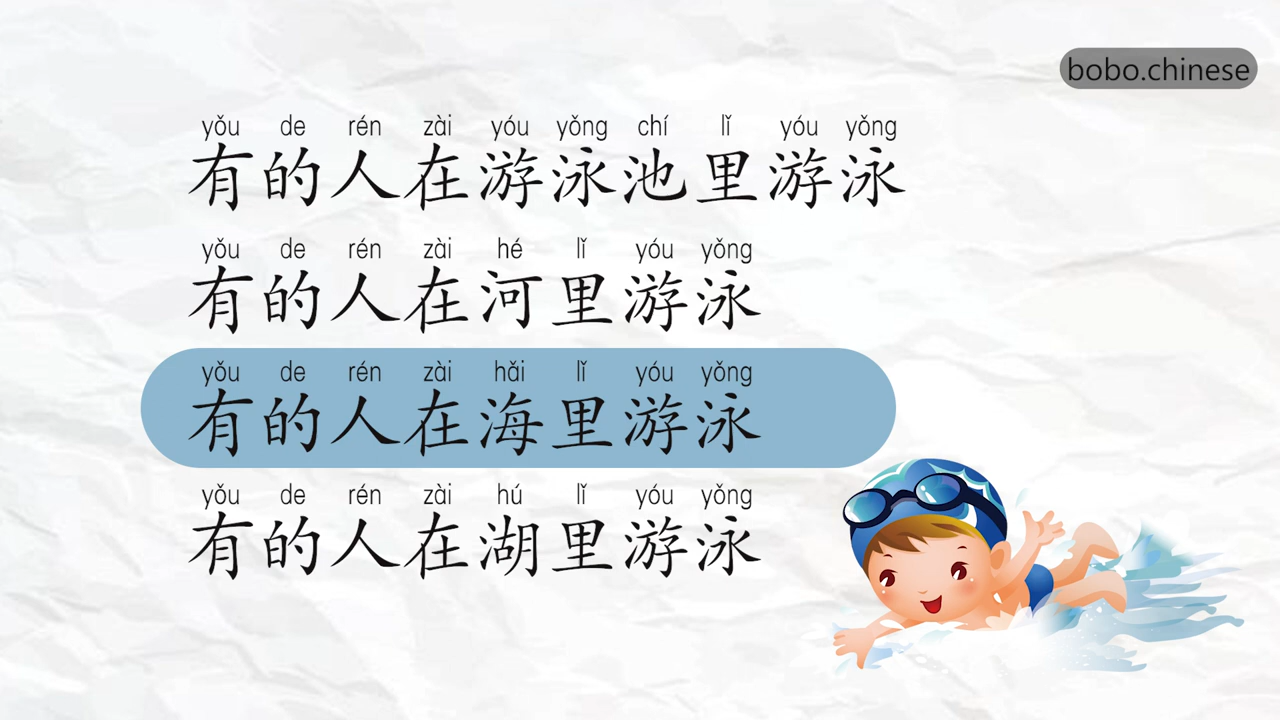 bobo.chinese
yǒu de rén zài yóu yǒng chí lǐ yóu yǒng
有的人在游泳池里游泳
yǒu de rén zài hé lǐ yóu yǒng
有的人在河里游泳
yǒu de rén zài hǎi lǐ yóu yǒng
有的人在海里游泳
yǒu de rén zài hú lǐ yóu yǒng
有的人在湖里游泳